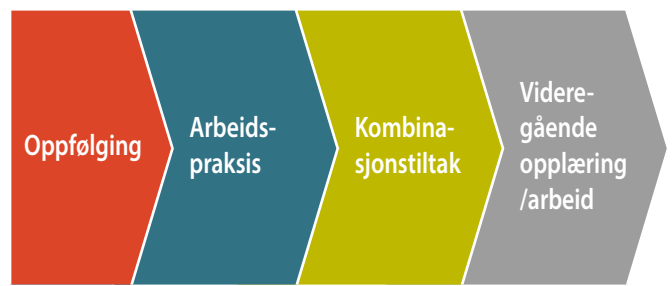 Oppfølging
Arbeids-
praksis
Kombina-
sjonstiltak
Videre-
gående
opplæring
/arbeid